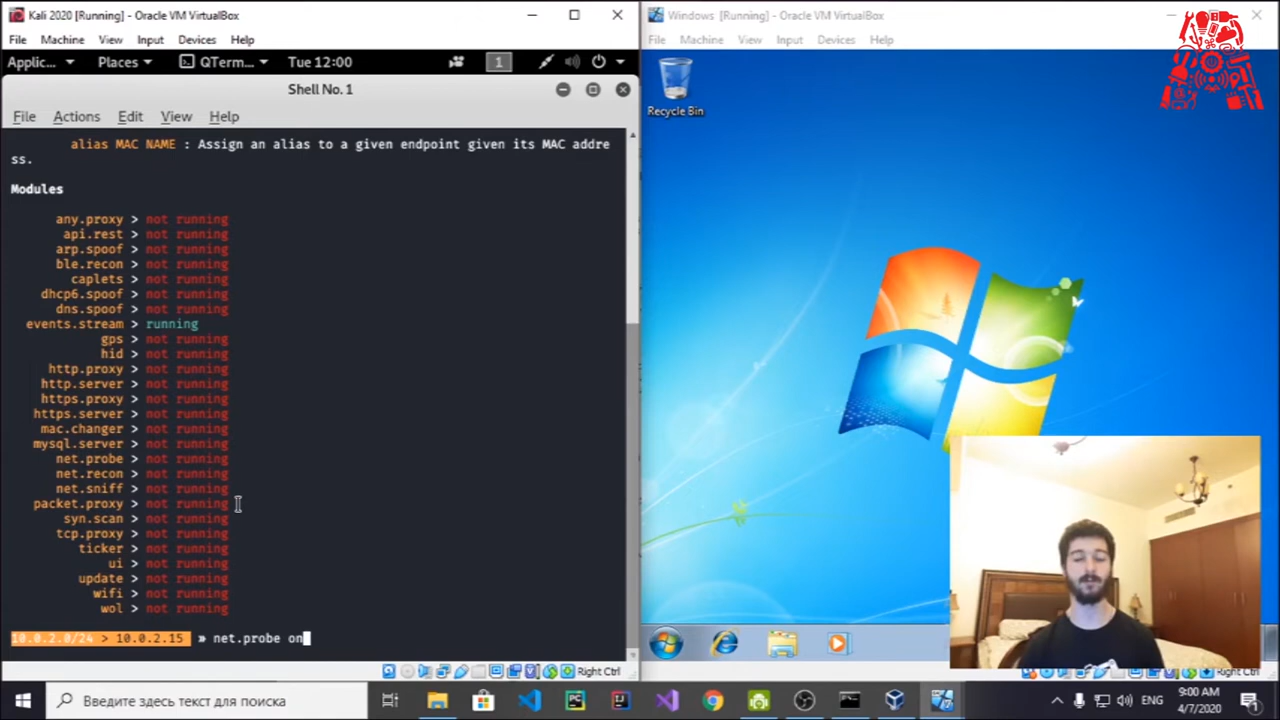 Kali 2020 [Running] - Oracle VM VirtualBox
File Machine View Input Devices Help
Applic... Places QTerm... Tue 12:00 1
Shell No. 1
File Actions Edit View Help
alias MAC NAME : Assign an alias to a given endpoint given its MAC addre
ss.
Modules
any.proxy > not running
api.rest > not running
arp.spoof > not running
ble.recon > not running
caplets > not running
dhcp6.spoof > not running
dns.spoof > not running
events.stream > running
gps > not running
hid > not running
http.proxy > not running
http.server > not running
https.proxy > not running
https.server > not running
mac.changer > not running
mysql.server > not running
net.probe > not running
net.recon > not running
net.sniff > not running
packet.proxy > not running
syn.scan > not running
tcp.proxy > not running
ticker > not running
ui > not running
update > not running
wifi > not running
wol > not running
10.0.2.0/24 > 10.0.2.15 » net.probe on
Right Ctrl
Windows [Running] - Oracle VM VirtualBox
File Machine View Input Devices Help
Recycle Bin
Right Ctrl
Введите здесь текст для поиска
ENG
9:00 AM
4/7/2020
1